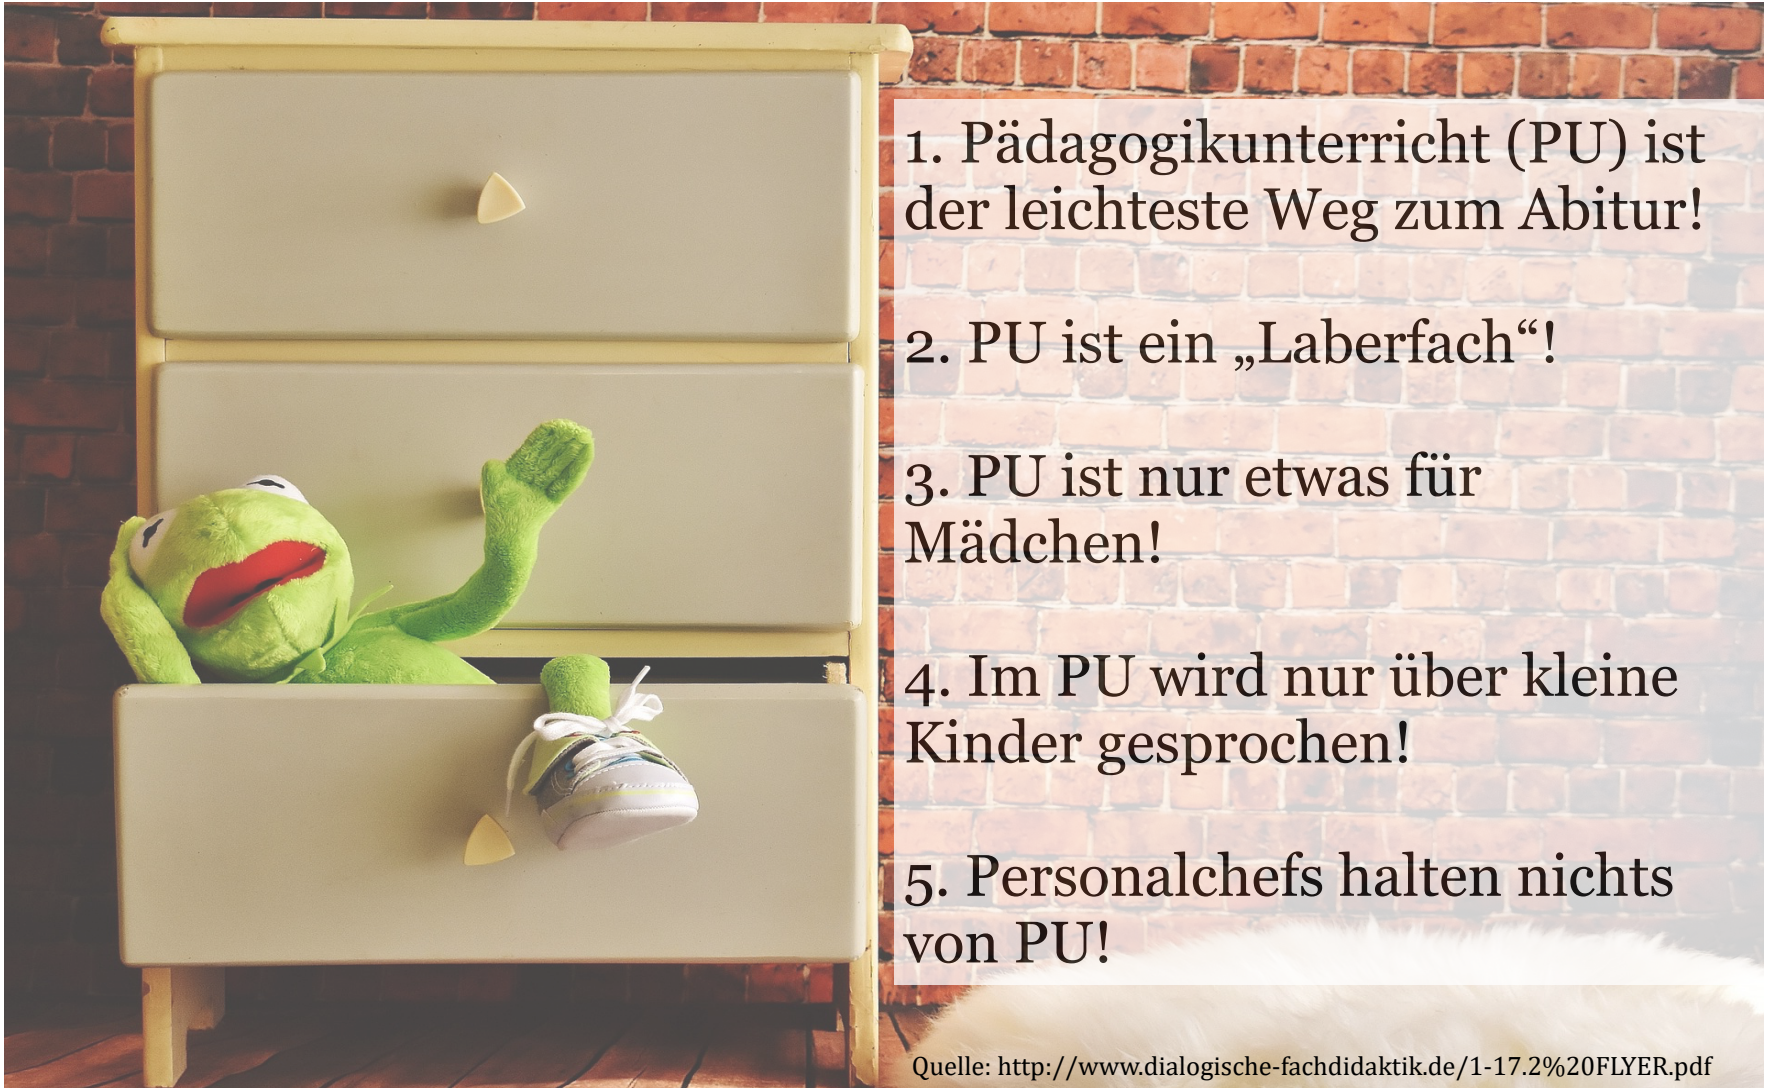 1. Pädagogikunterricht (PU) ist
der leichteste Weg zum Abitur!
2. PU ist ein „Laberfach“!
3. PU ist nur etwas für
Mädchen!
4. Im PU wird nur über kleine
Kinder gesprochen!
5. Personalchefs halten nichts
von PU!
Quelle: http://www.dialogische-fachdidaktik.de/1-17.2%20FLYER.pdf